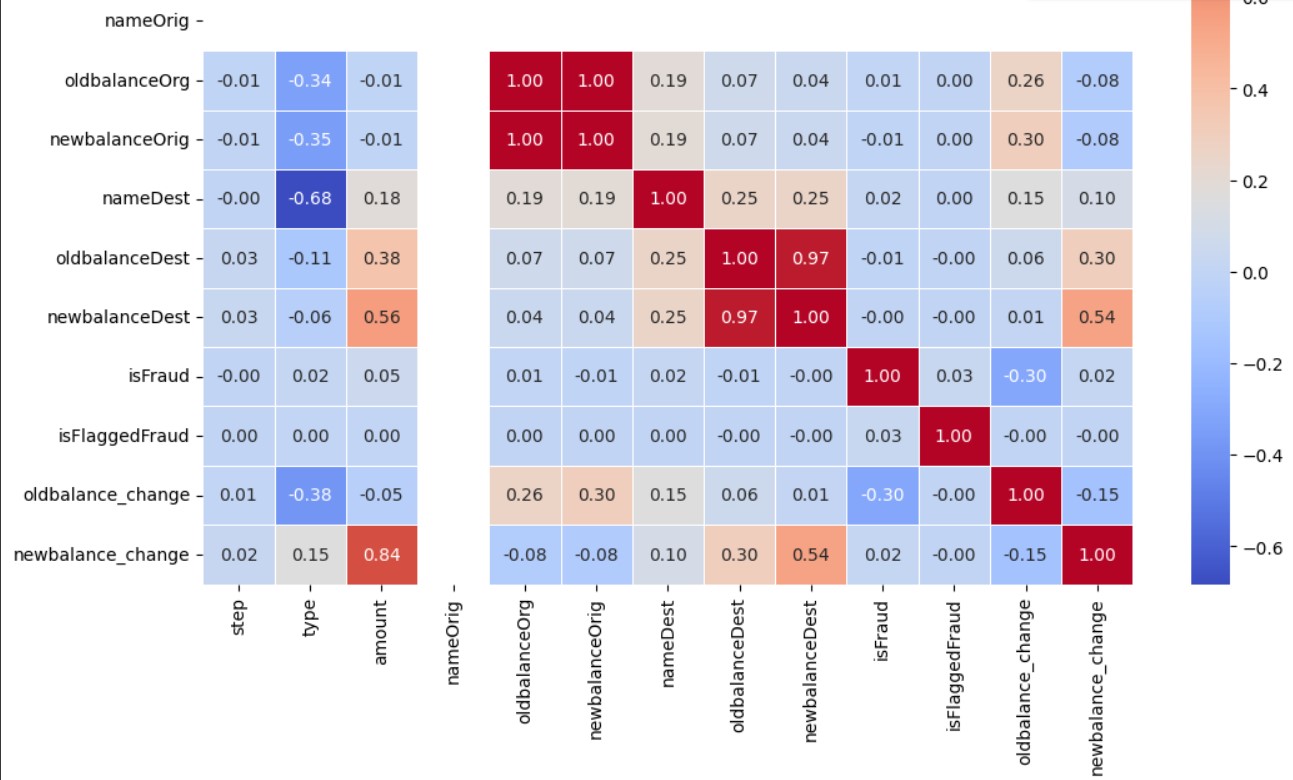 nameOrig
oldbalanceOrg -0.01 -0.34 -0.01 1.00 1.00 0.19 0.07 0.04 0.01 0.00 0.26 -0.08
newbalanceOrig -0.01 -0.35 -0.01 1.00 1.00 0.19 0.07 0.04 -0.01 0.00 0.30 -0.08
nameDest -0.00 -0.68 0.18 0.19 0.19 1.00 0.25 0.25 0.02 0.00 0.15 0.10
oldbalanceDest 0.03 -0.11 0.38 0.07 0.07 0.25 1.00 0.97 -0.01 -0.00 0.06 0.30
newbalanceDest 0.03 -0.06 0.56 0.04 0.04 0.25 0.97 1.00 -0.00 -0.00 0.01 0.54
isFraud -0.00 0.02 0.05 0.01 -0.01 0.02 -0.01 -0.00 1.00 0.03 -0.30 0.02
isFlaggedFraud 0.00 0.00 0.00 0.00 0.00 0.00 -0.00 -0.00 0.03 1.00 -0.00 -0.00
oldbalance_change 0.01 -0.38 -0.05 0.26 0.30 0.15 0.06 0.01 -0.30 -0.00 1.00 -0.15
newbalance_change 0.02 0.15 0.84 -0.08 -0.08 0.10 0.30 0.54 0.02 -0.00 -0.15 1.00
step
type
amount
nameOrig
oldbalanceOrg
newbalanceOrig
nameDest
oldbalanceDest
newbalanceDest
isFraud
isFlaggedFraud
oldbalance_change
newbalance_change
0.4
0.2
0.0
−0.2
−0.4
−0.6